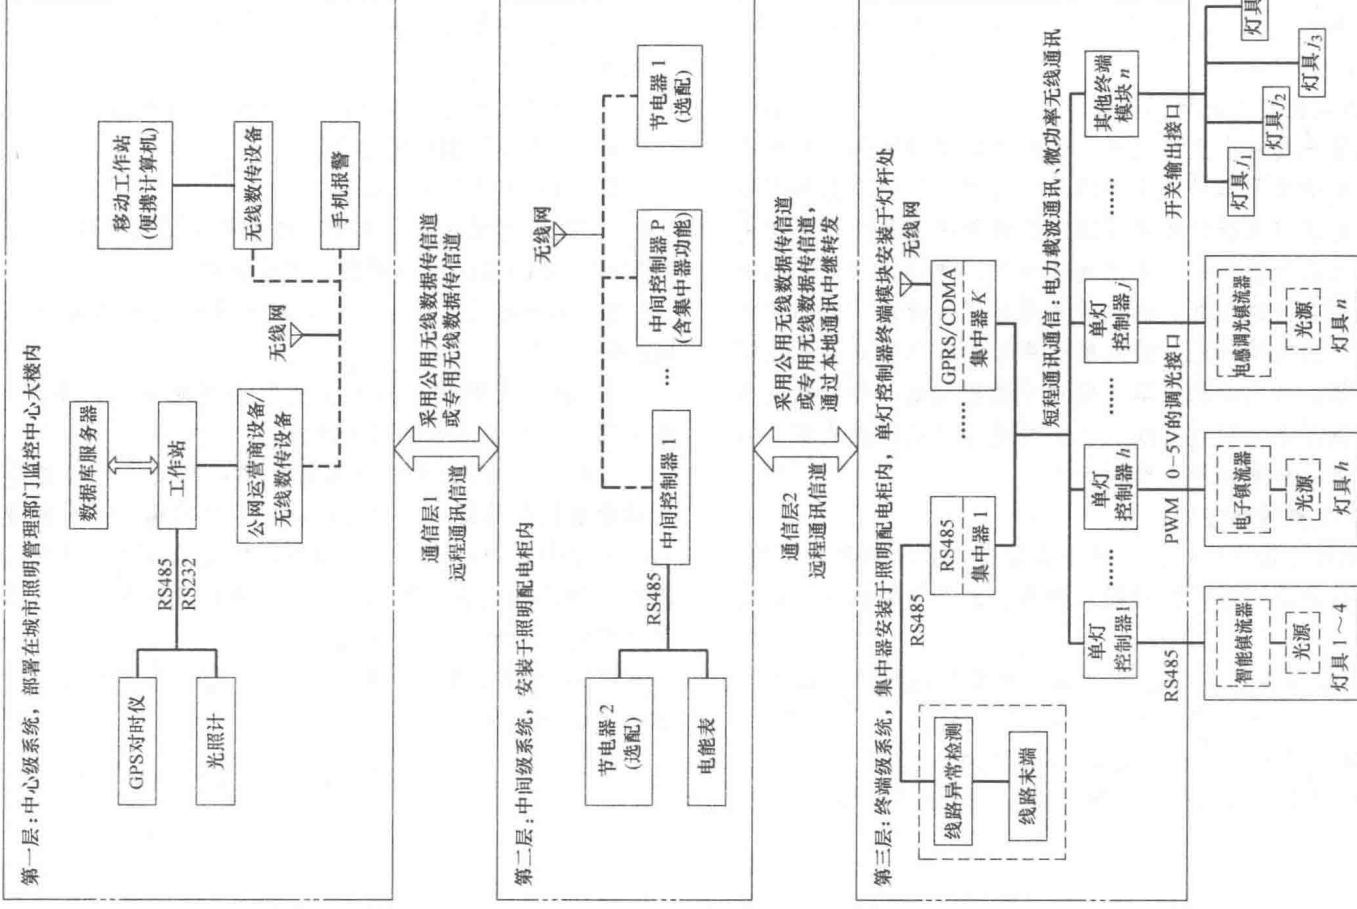 第一层:中心级系统，部署在城市照明管理部门监控中心大楼内
GPS对时仪
光照计
RS485
RS232
数据库服务器
工作站
公网运营商设备/
无线数传设备
无线网
移动工作站
(便携计算机)
无线数传设备
手机报警
通信层1
远程通讯信道
采用公用无线数据传信道
或专用无线数据传信道
第二层:中间级系统，安装于照明配电柜内
节电器 2
(选配)
电能表
RS485
中间控制器 1
…
中间控制器 P
(含集中器功能)
无线网
节电器 1
(选配)
通信层2
远程通讯信道
采用公用无线数据传信道
或专用无线数据传信道，
通过本地通讯中继转发
第三层:终端级系统，集中器安装于照明配电柜内，单灯控制器终端模块安装于灯杆处
线路异常检测
线路末端
RS485
RS485
集中器 1
……
GPRS/CDMA
集中器 K
无线网
短程通讯通信:电力载波通讯、微功率无线通讯
单灯
控制器1
……
单灯
控制器 h
……
单灯
控制器 j
……
其他终端
模块 n
RS485
PWM 0-5V的调光接口
开关输出接口
智能镇流器
光源
灯具 1～4
电子镇流器
光源
灯具 h
电感调光镇流器
光源
灯具 n
灯具 j1
灯具 j2
灯具 j3
灯具